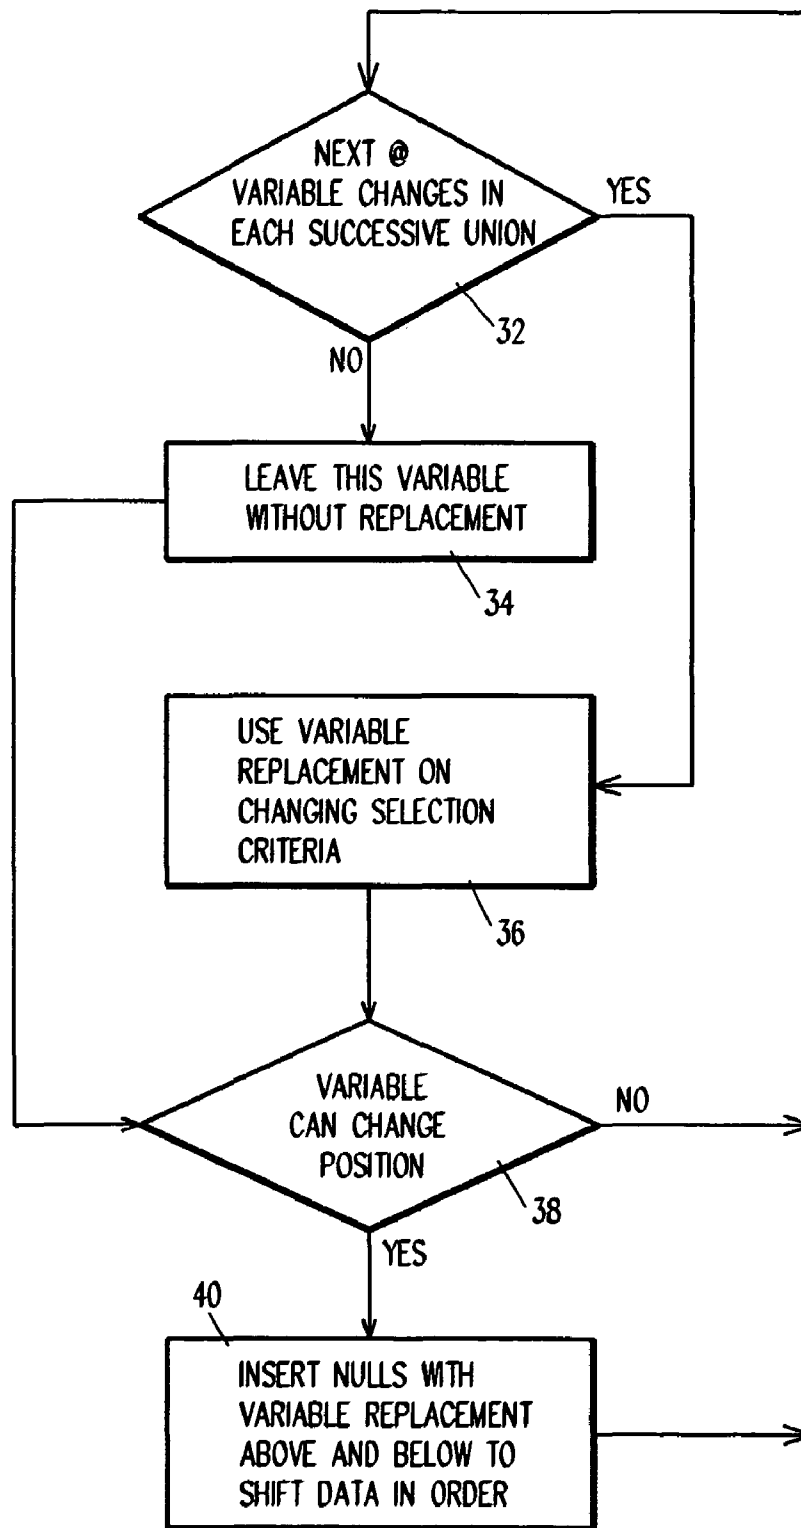 NEXT @
VARIABLE CHANGES IN
EACH SUCCESSIVE UNION
YES
32
NO
LEAVE THIS VARIABLE
WITHOUT REPLACEMENT
34
USE VARIABLE
REPLACEMENT ON
CHANGING SELECTION
CRITERIA
36
VARIABLE
CAN CHANGE
POSITION
NO
38
YES
40
INSERT NULLS WITH
VARIABLE REPLACEMENT
ABOVE AND BELOW TO
SHIFT DATA IN ORDER